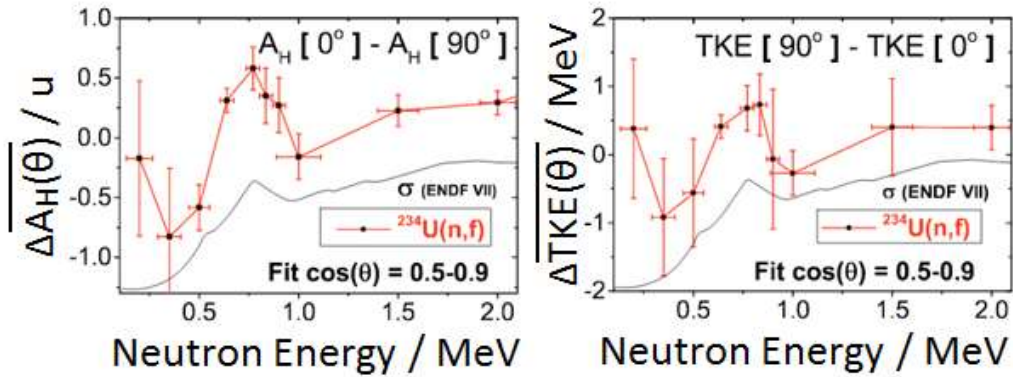 A_H [ 0° ] - A_H [ 90° ]
ΔA_H(θ) / u
1.0
0.5
0.0
-0.5
-1.0
σ (ENDF VII)
²³⁴U(n,f)
Fit cos(θ) = 0.5-0.9
0.5 1.0 1.5 2.0
Neutron Energy / MeV
TKE [ 90° ] - TKE [ 0° ]
ΔTKE(θ) / MeV
2
1
0
-1
-2
σ (ENDF VII)
²³⁴U(n,f)
Fit cos(θ) = 0.5-0.9
0.5 1.0 1.5 2.0
Neutron Energy / MeV